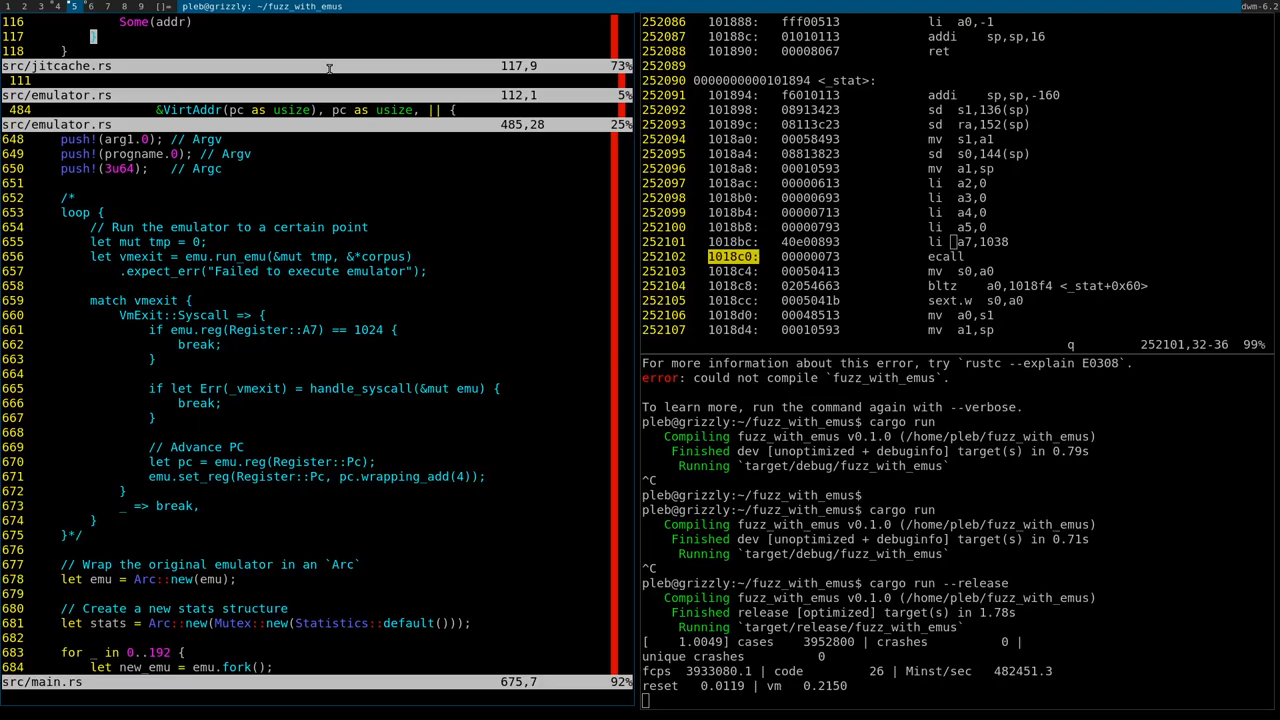 1 2 3 4 5 6 7 8 9 []= pleb@grizzly: ~/fuzz_with_emus dwm-6.2
116 Some(addr)
117 }
118 }
src/jitcache.rs 117,9 73%
111
src/emulator.rs 112,1 5%
484 &VirtAddr(pc as usize), pc as usize, || {
src/emulator.rs 485,28 25%
648 push!(arg1.0); // Argv
649 push!(progname.0); // Argv
650 push!(3u64); // Argc
651
652 /*
653 loop {
654 // Run the emulator to a certain point
655 let mut tmp = 0;
656 let vmexit = emu.run_emu(&mut tmp, &*corpus)
657 .expect_err("Failed to execute emulator");
658
659 match vmexit {
660 VmExit::Syscall => {
661 if emu.reg(Register::A7) == 1024 {
662 break;
663 }
664
665 if let Err(_vmexit) = handle_syscall(&mut emu) {
666 break;
667 }
668
669 // Advance PC
670 let pc = emu.reg(Register::Pc);
671 emu.set_reg(Register::Pc, pc.wrapping_add(4));
672 }
673 _ => break,
674 }
675 }*/
676
677 // Wrap the original emulator in an `Arc`
678 let emu = Arc::new(emu);
679
680 // Create a new stats structure
681 let stats = Arc::new(Mutex::new(Statistics::default()));
682
683 for _ in 0..192 {
684 let new_emu = emu.fork();
src/main.rs 675,7 92%
252086 101888: fff00513 li a0,-1
252087 10188c: 01010113 addi sp,sp,16
252088 101890: 00008067 ret
252089
252090 0000000000101894 <_stat>:
252091 101894: f6010113 addi sp,sp,-160
252092 101898: 08913423 sd s1,136(sp)
252093 10189c: 08113c23 sd ra,152(sp)
252094 1018a0: 00058493 mv s1,a1
252095 1018a4: 08813823 sd s0,144(sp)
252096 1018a8: 00010593 mv a1,sp
252097 1018ac: 00000613 li a2,0
252098 1018b0: 00000693 li a3,0
252099 1018b4: 00000713 li a4,0
252100 1018b8: 00000793 li a5,0
252101 1018bc: 40e00893 li a7,1038
252102 1018c0: 00000073 ecall
252103 1018c4: 00050413 mv s0,a0
252104 1018c8: 02054663 bltz a0,1018f4 <_stat+0x60>
252105 1018cc: 0005041b sext.w s0,a0
252106 1018d0: 00048513 mv a0,s1
252107 1018d4: 00010593 mv a1,sp
q 252101,32-36 99%
For more information about this error, try `rustc --explain E0308`.
error: could not compile `fuzz_with_emus`.
To learn more, run the command again with --verbose.
pleb@grizzly:~/fuzz_with_emus$ cargo run
Compiling fuzz_with_emus v0.1.0 (/home/pleb/fuzz_with_emus)
Finished dev [unoptimized + debuginfo] target(s) in 0.79s
Running `target/debug/fuzz_with_emus`
^C
pleb@grizzly:~/fuzz_with_emus$
pleb@grizzly:~/fuzz_with_emus$ cargo run
Compiling fuzz_with_emus v0.1.0 (/home/pleb/fuzz_with_emus)
Finished dev [unoptimized + debuginfo] target(s) in 0.71s
Running `target/debug/fuzz_with_emus`
^C
pleb@grizzly:~/fuzz_with_emus$ cargo run --release
Compiling fuzz_with_emus v0.1.0 (/home/pleb/fuzz_with_emus)
Finished release [optimized] target(s) in 1.78s
Running `target/release/fuzz_with_emus`
[ 1.0049] cases 3952800 | crashes 0 |
unique crashes 0
fcps 3933080.1 | code 26 | Minst/sec 482451.3
reset 0.0119 | vm 0.2150